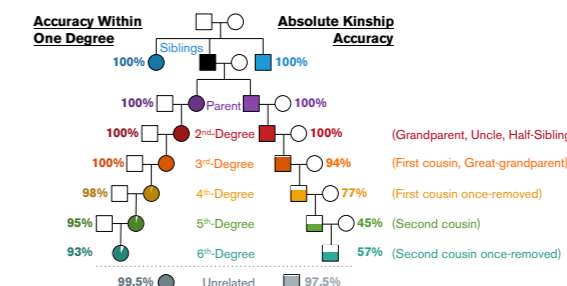 Accuracy Within One Degree
Absolute Kinship Accuracy
Siblings
100% 100%
100% Parent 100%
100% 2nd-Degree 100% (Grandparent, Uncle, Half-Sibling
100% 3rd-Degree 94% (First cousin, Great-grandparent)
98% 4th-Degree 77% (First cousin once-removed)
95% 5th-Degree 45% (Second cousin)
93% 6th-Degree 57% (Second cousin once-removed)
99.5% Unrelated 97.5%